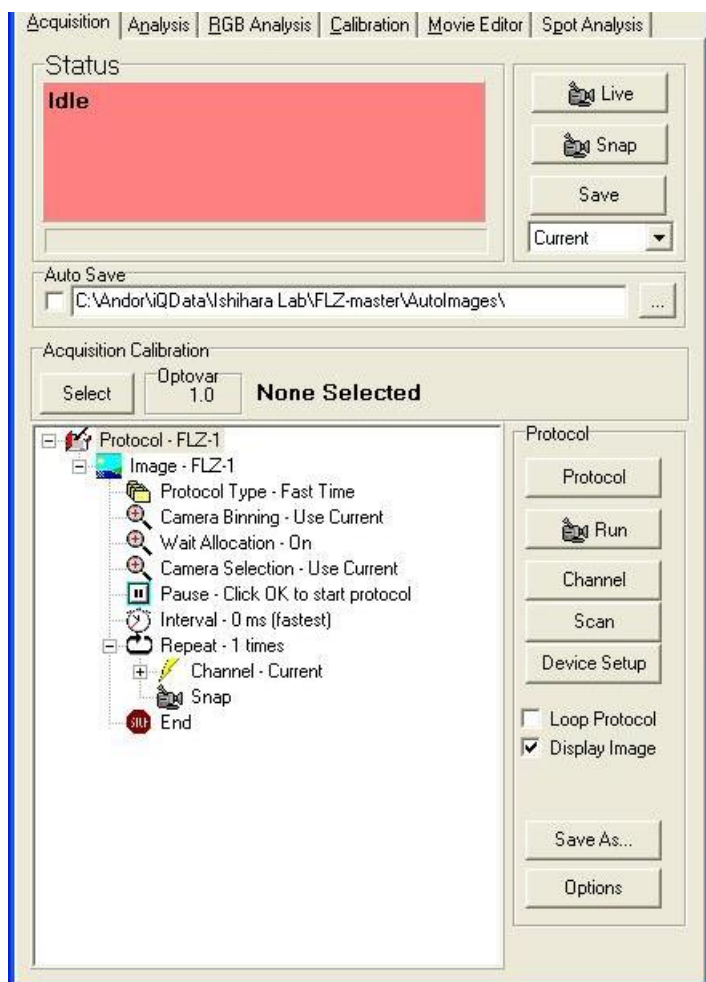 Acquisition Analysis RGB Analysis Calibration Movie Editor Spot Analysis
Status
Idle
Live
Snap
Save
Current
Auto Save
C:\Andor\iQData\Ishihara Lab\FLZ-master\AutoImages\
...
Acquisition Calibration
Select
Optovar
1.0
None Selected
Protocol - FLZ-1
Image - FLZ-1
Protocol Type - Fast Time
Camera Binning - Use Current
Wait Allocation - On
Camera Selection - Use Current
Pause - Click OK to start protocol
Interval - 0 ms (fastest)
Repeat - 1 times
Channel - Current
Snap
End
Protocol
Protocol
Run
Channel
Scan
Device Setup
Loop Protocol
Display Image
Save As...
Options